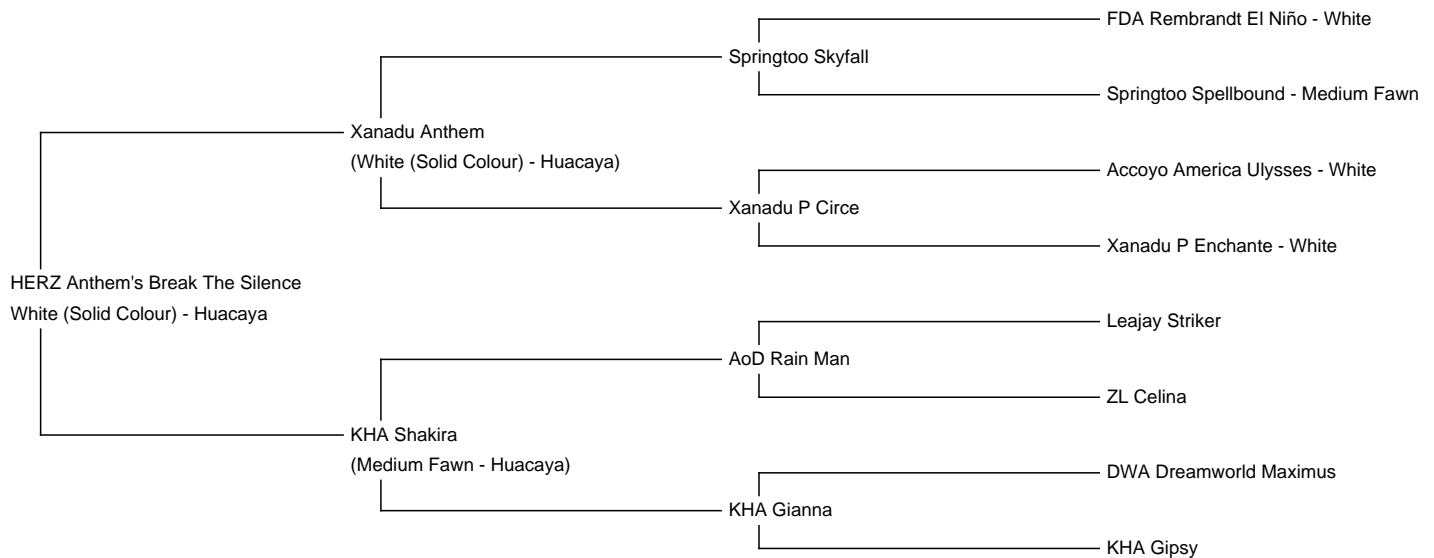 FDA Rembrandt El Niño - White
Springtoo Skyfall
Springtoo Spellbound - Medium Fawn
Xanadu Anthem
(White (Solid Colour) - Huacaya)
Accoyo America Ulysses - White
Xanadu P Circe
Xanadu P Enchante - White
HERZ Anthem's Break The Silence
White (Solid Colour) - Huacaya
Leajay Striker
AoD Rain Man
ZL Celina
KHA Shakira
(Medium Fawn - Huacaya)
DWA Dreamworld Maximus
KHA Gianna
KHA Gipsy